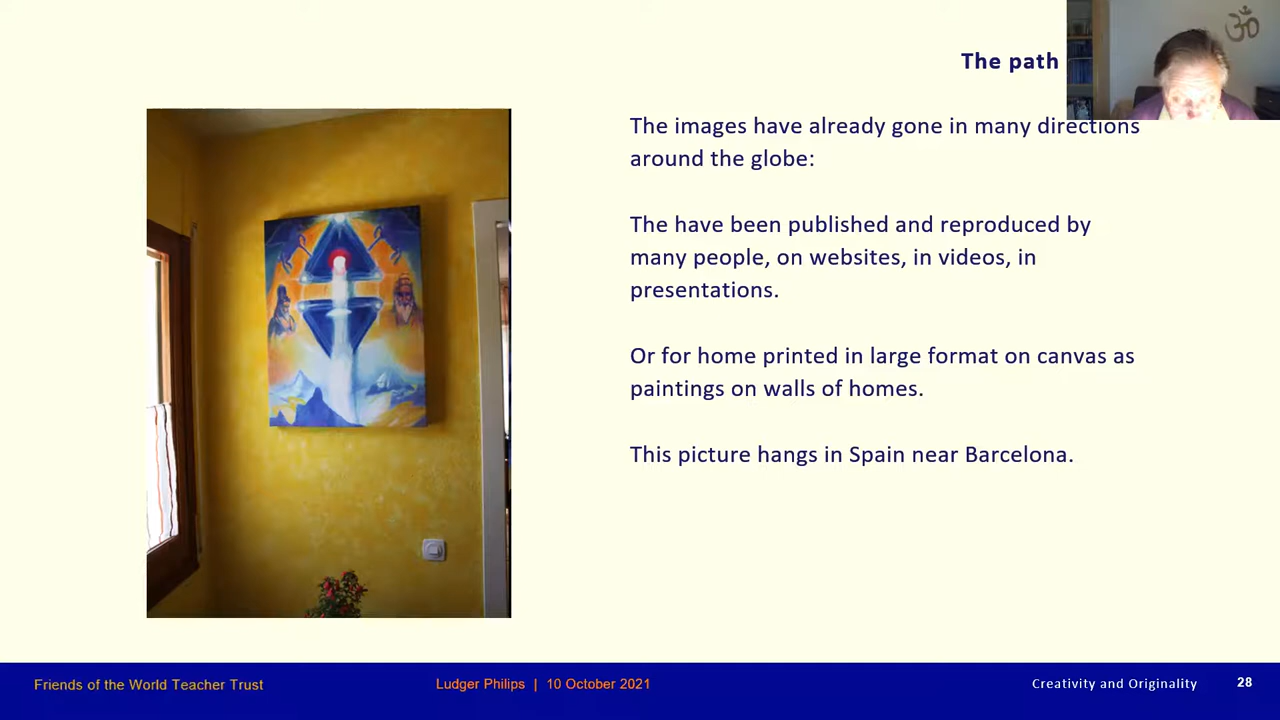 The path
The images have already gone in many directions
around the globe:
The have been published and reproduced by
many people, on websites, in videos, in
presentations.
Or for home printed in large format on canvas as
paintings on walls of homes.
This picture hangs in Spain near Barcelona.
Friends of the World Teacher Trust
Ludger Philips | 10 October 2021
Creativity and Originality
28
ॐ